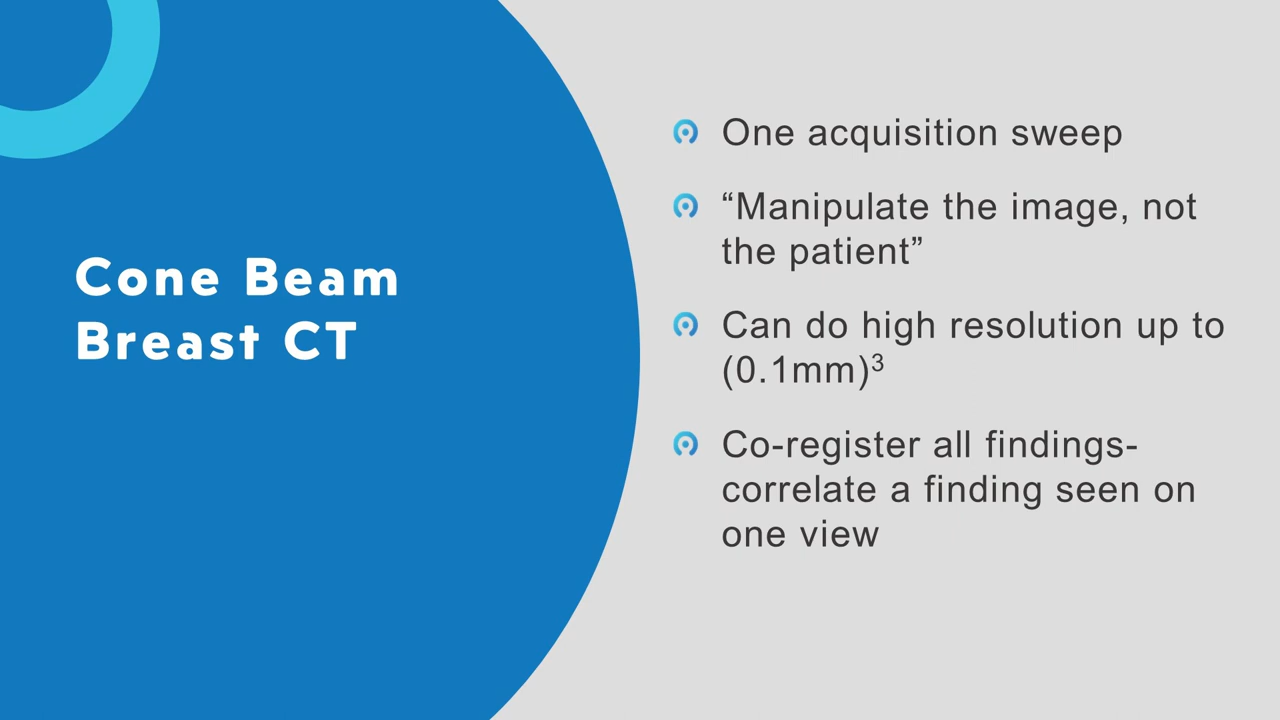 Cone Beam
Breast CT
One acquisition sweep
“Manipulate the image, not
the patient”
Can do high resolution up to
(0.1mm)³
Co-register all findings-
correlate a finding seen on
one view